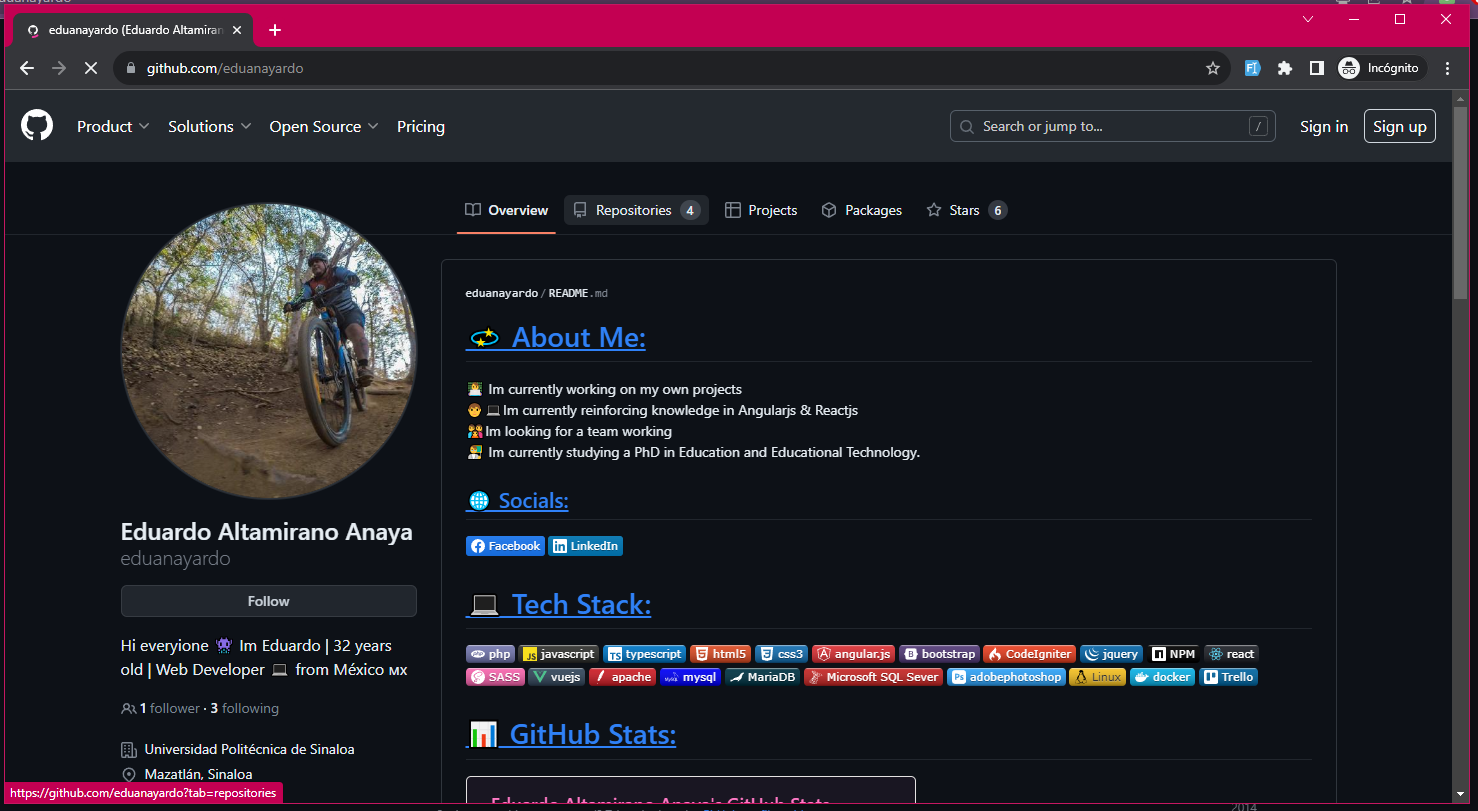 eduanayardo (Eduardo Altamiran
github.com/eduanayardo
Incógnito
Product
Solutions
Open Source
Pricing
Search or jump to...
/
Sign in
Sign up
Overview
Repositories 4
Projects
Packages
Stars 6
Eduardo Altamirano Anaya
eduanayardo
Follow
Hi everyione 👾 Im Eduardo | 32 years
old | Web Developer 💻 from México MX
1 follower · 3 following
Universidad Politécnica de Sinaloa
Mazatlán, Sinaloa
https://github.com/eduanayardo?tab=repositories
eduanayardo / README.md
💫 About Me:
Im currently working on my own projects
Im currently reinforcing knowledge in Angularjs & Reactjs
Im looking for a team working
Im currently studying a PhD in Education and Educational Technology.
🌐 Socials:
Facebook LinkedIn
💻 Tech Stack:
php JS javascript TS typescript html5 css3 angular.js B bootstrap CodeIgniter jquery NPM react
SASS vuejs apache mysql MariaDB Microsoft SQL Sever Ps adobephotoshop Linux docker Trello
📊 GitHub Stats:
Eduardo Altamirano Anaya's GitHub Stats
2014